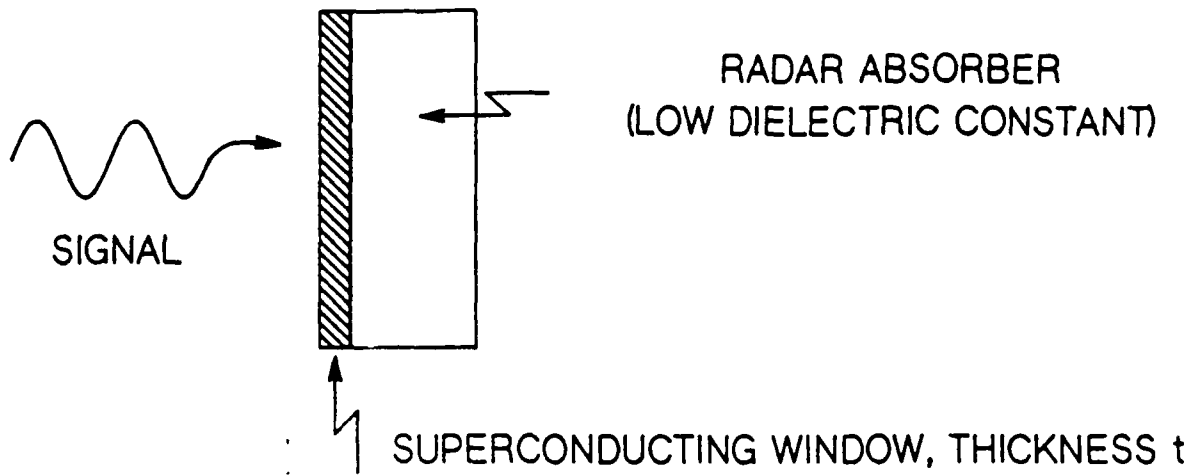 RADAR ABSORBER
(LOW DIELECTRIC CONSTANT)
SIGNAL
SUPERCONDUCTING WINDOW, THICKNESS t